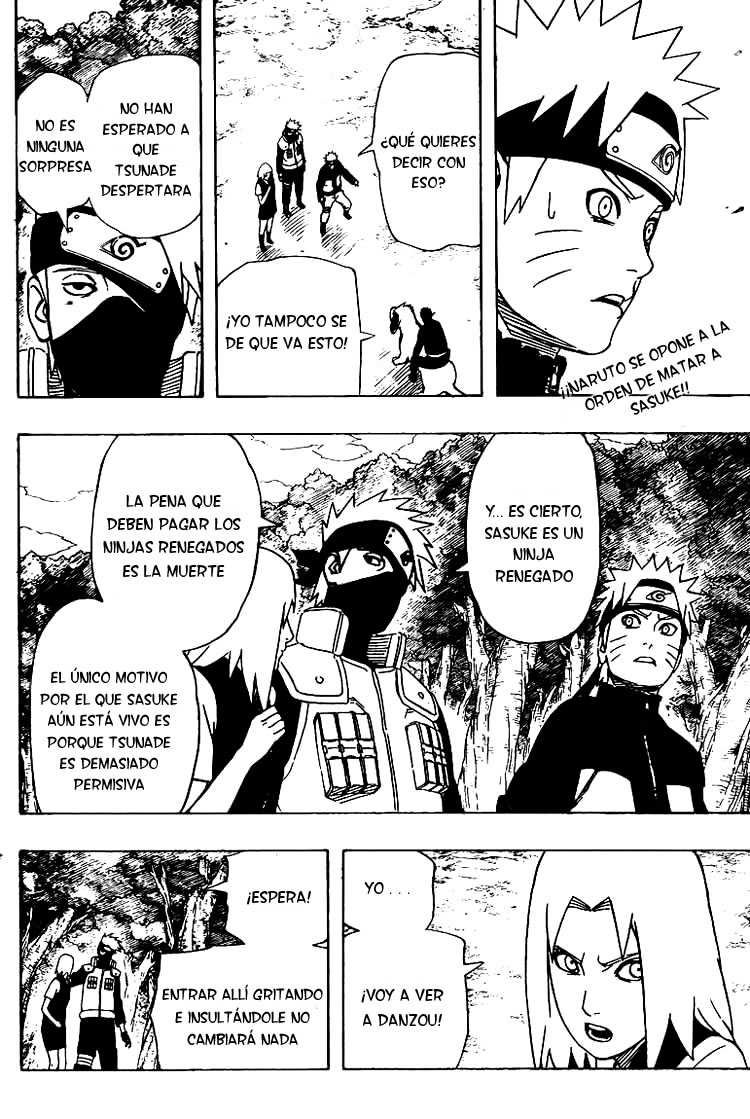 ¡¡NARUTO SE OPONE A LA
ORDEN DE MATAR A
SASUKE!!
¿QUÉ QUIERES
DECIR CON
ESO?
¡YO TAMPOCO SE
DE QUE VA ESTO!
NO HAN
ESPERADO A
QUE
TSUNADE
DESPERTARA
NO ES
NINGUNA
SORPRESA
Y... ES CIERTO,
SASUKE ES UN
NINJA
RENEGADO
LA PENA QUE
DEBEN PAGAR LOS
NINJAS RENEGADOS
ES LA MUERTE
EL ÚNICO MOTIVO
POR EL QUE SASUKE
AÚN ESTÁ VIVO ES
PORQUE TSUNADE
ES DEMASIADO
PERMISIVA
YO . . .
¡VOY A VER
A DANZOU!
¡ESPERA!
ENTRAR ALLÍ GRITANDO
E INSULTÁNDOLE NO
CAMBIARÁ NADA